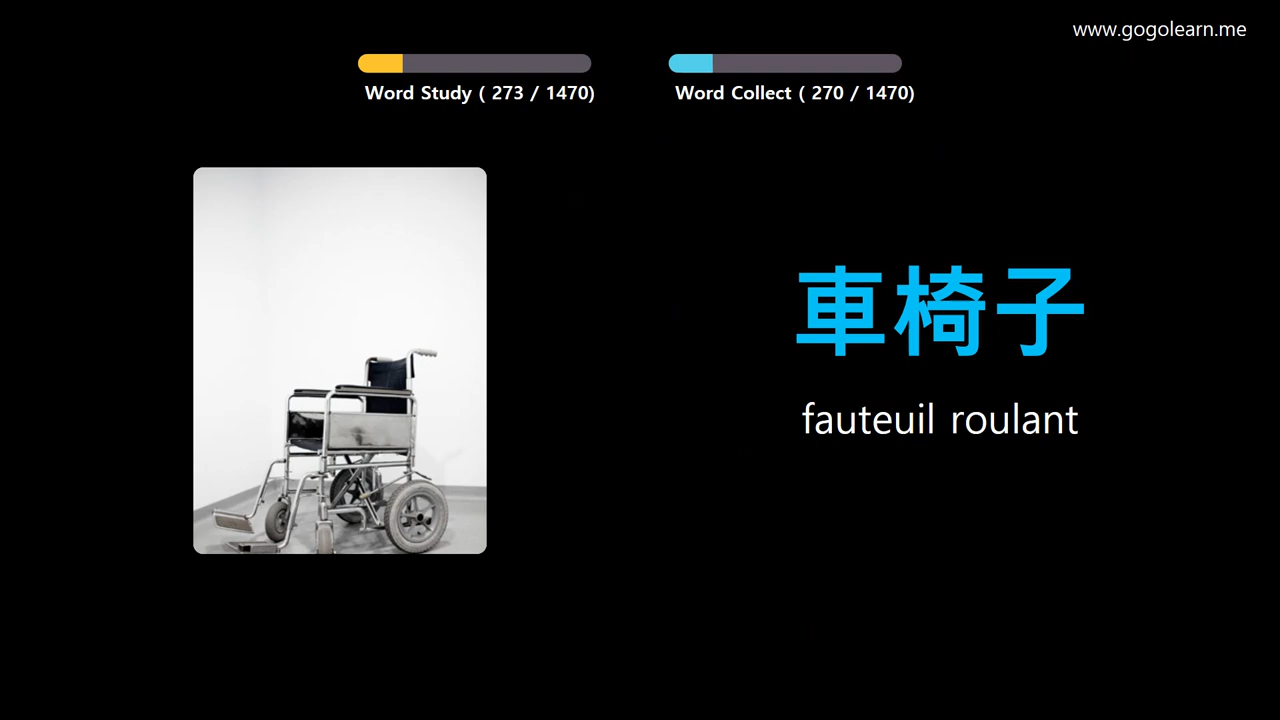 www.gogolearn.me
Word Study ( 273 / 1470)
Word Collect ( 270 / 1470)
車椅子
fauteuil roulant